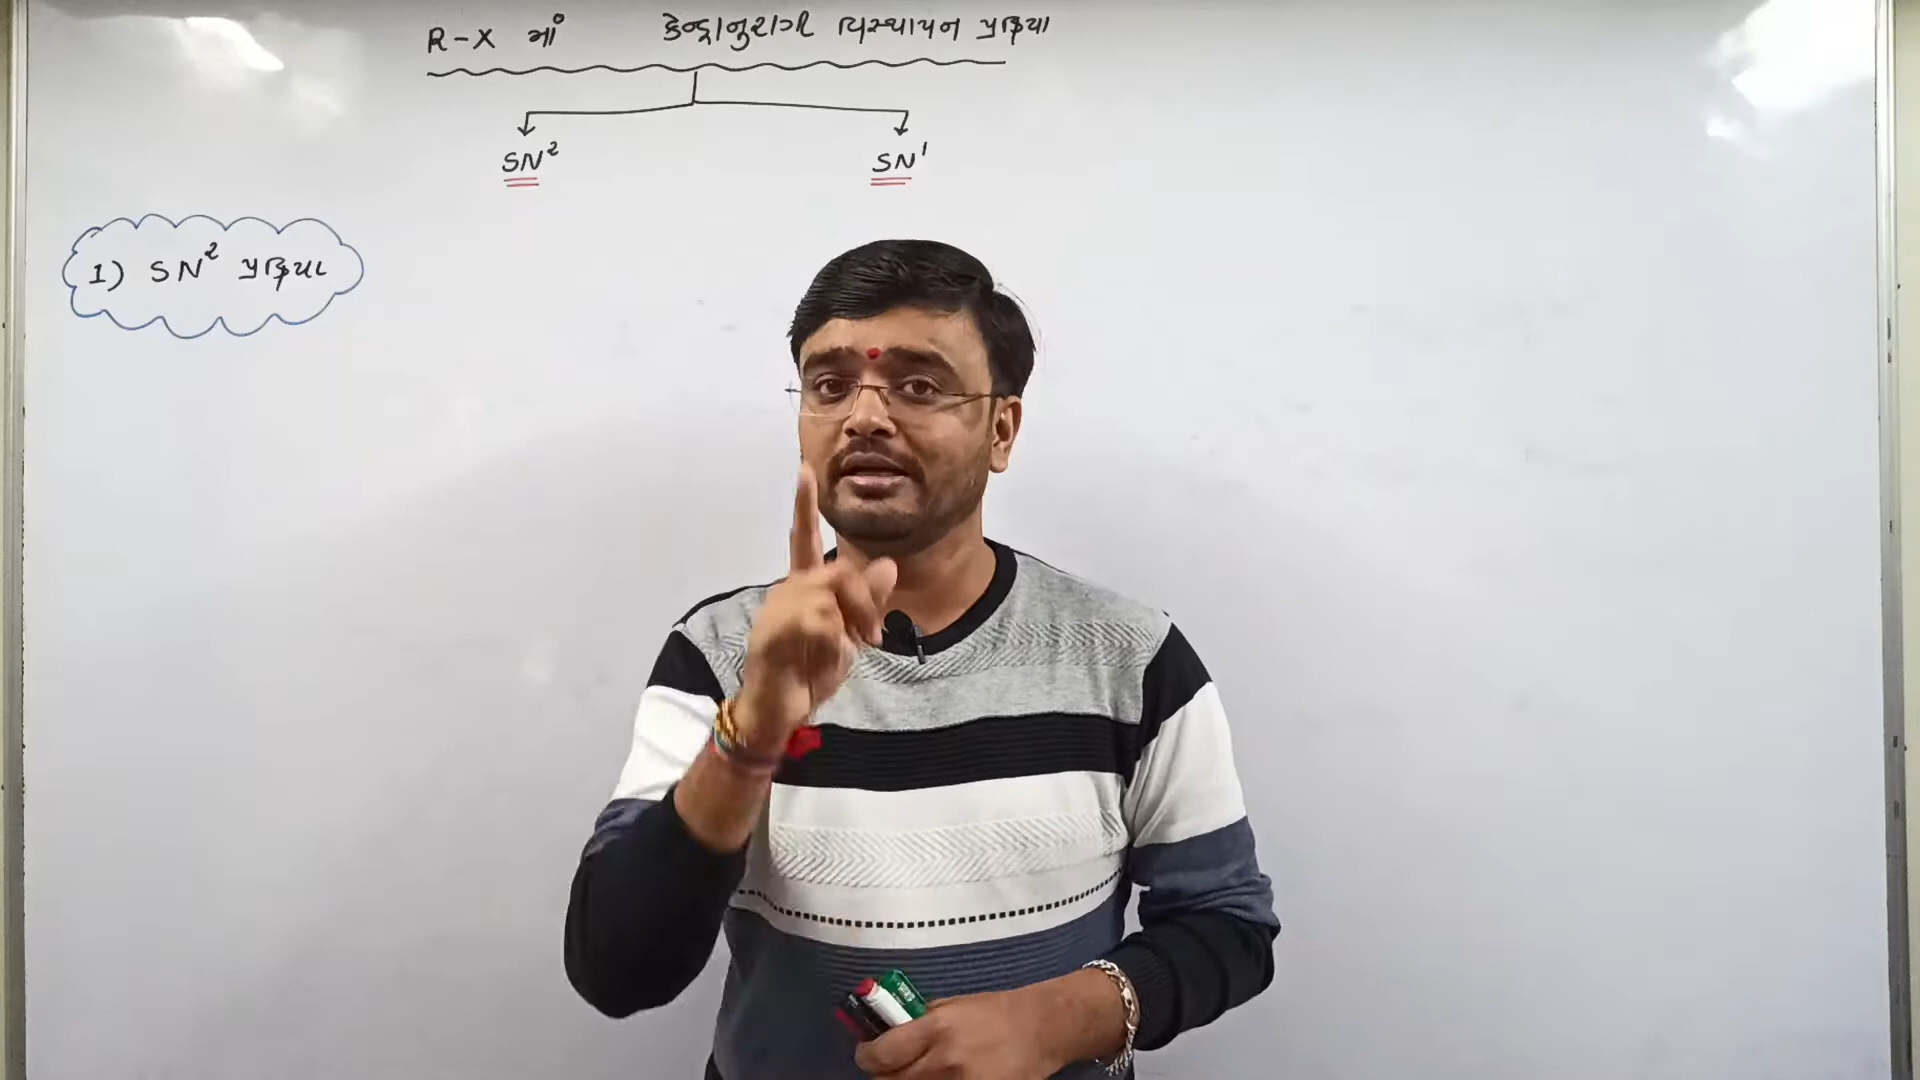 R-X માં કેન્દ્રાનુરાગી વિસ્થાપન પ્રક્રિયા
SN² SN¹
1) SN² પ્રક્રિયા